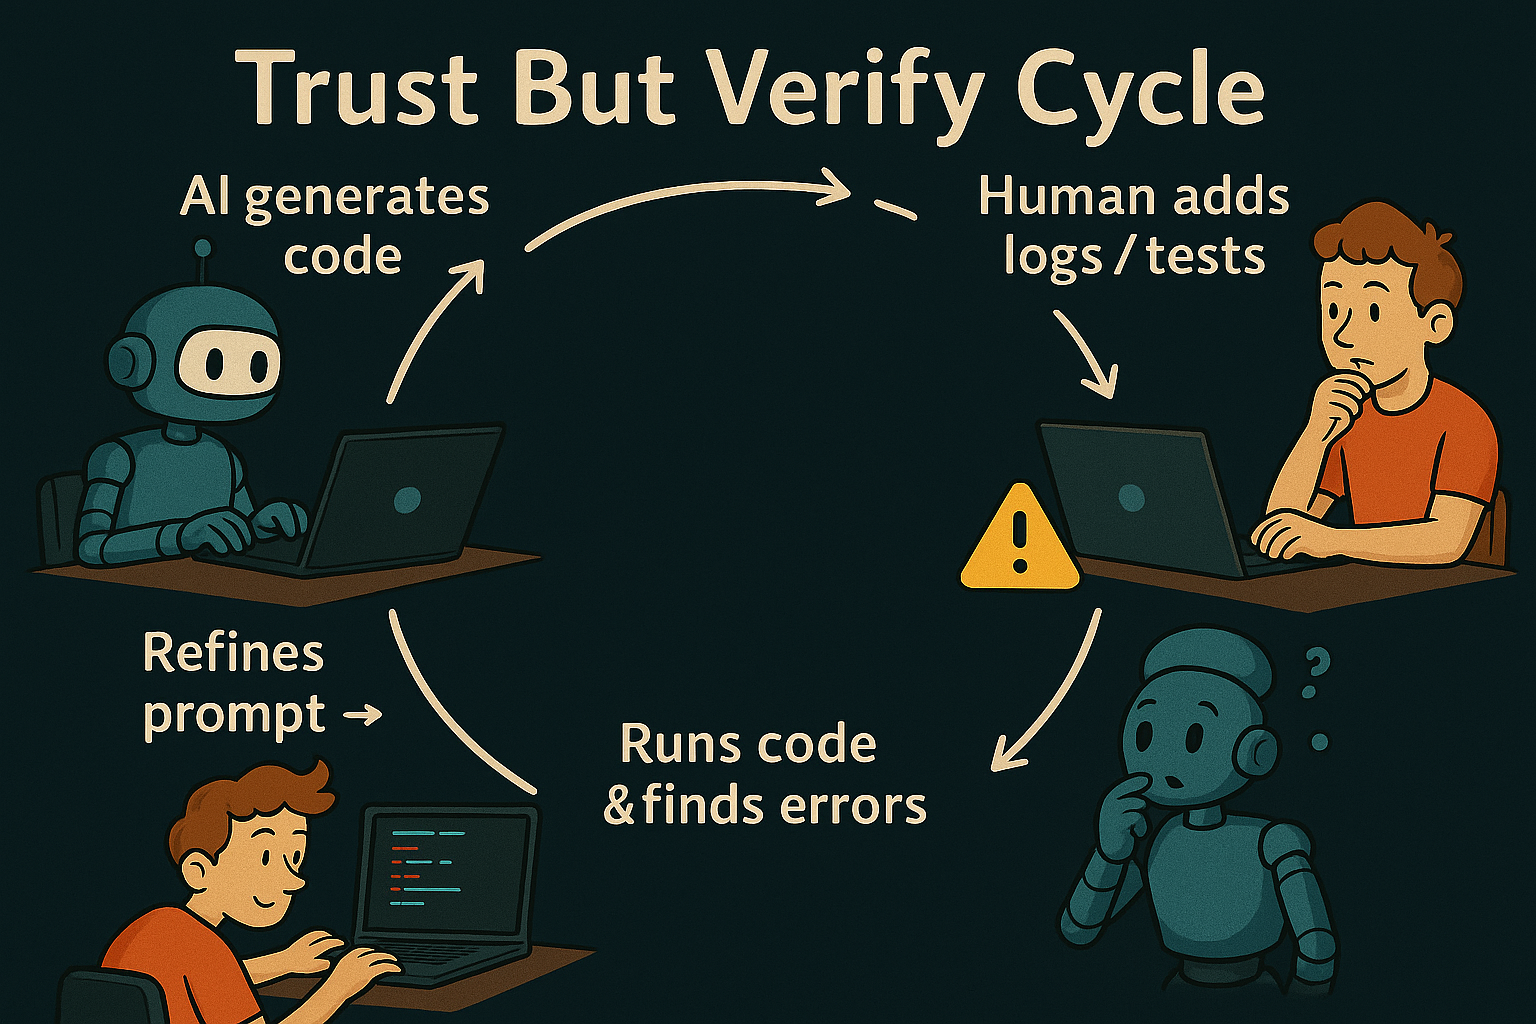 Trust But Verify Cycle
AI generates
code
Human adds
logs / tests
Runs code
& finds errors
Refines
prompt →